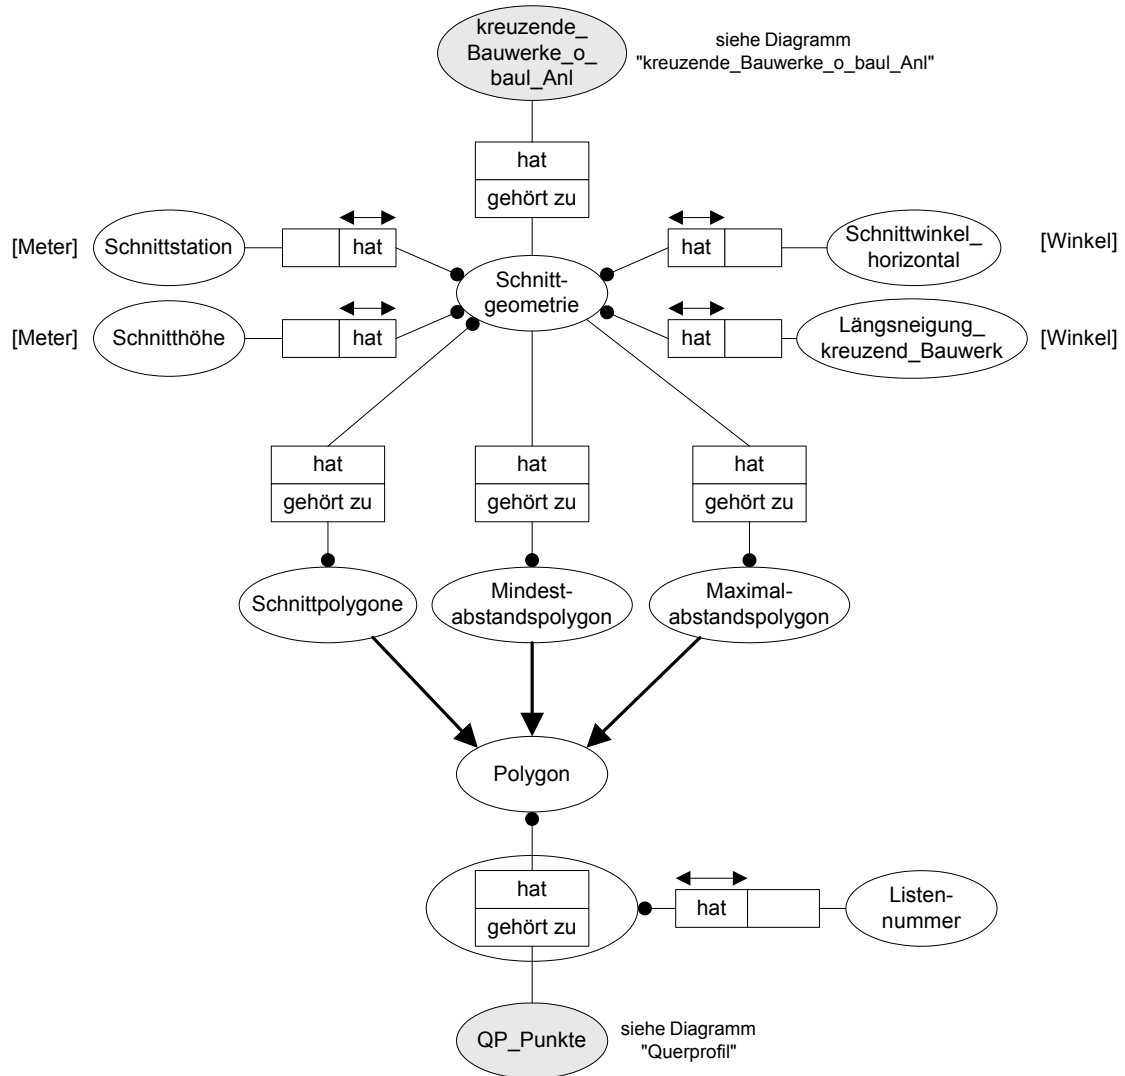 kreuzende_
Bauwerke_o_
baul_Anl
siehe Diagramm
"kreuzende_Bauwerke_o_baul_Anl"
hat
gehört zu
[Meter]
Schnittstation
hat
hat
Schnittwinkel_
horizontal
[Winkel]
Schnitt-
geometrie
[Meter]
Schnitthöhe
hat
hat
Längsneigung_
kreuzend_Bauwerk
[Winkel]
hat
gehört zu
hat
gehört zu
hat
gehört zu
Schnittpolygone
Mindest-
abstandspolygon
Maximal-
abstandspolygon
Polygon
hat
gehört zu
hat
Listen-
nummer
QP_Punkte
siehe Diagramm
"Querprofil"